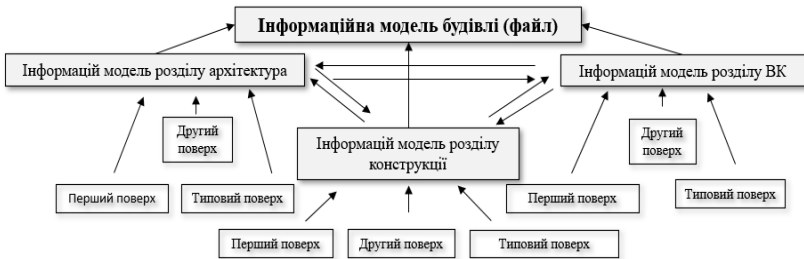 Інформаційна модель будівлі (файл)
Інформацій модель розділу архітектура
Інформацій модель розділу ВК
Другий
поверх
Інформацій модель розділу
конструкції
Другий
поверх
Перший поверх
Типовий поверх
Перший поверх
Типовий поверх
Перший поверх
Другий поверх
Типовий поверх